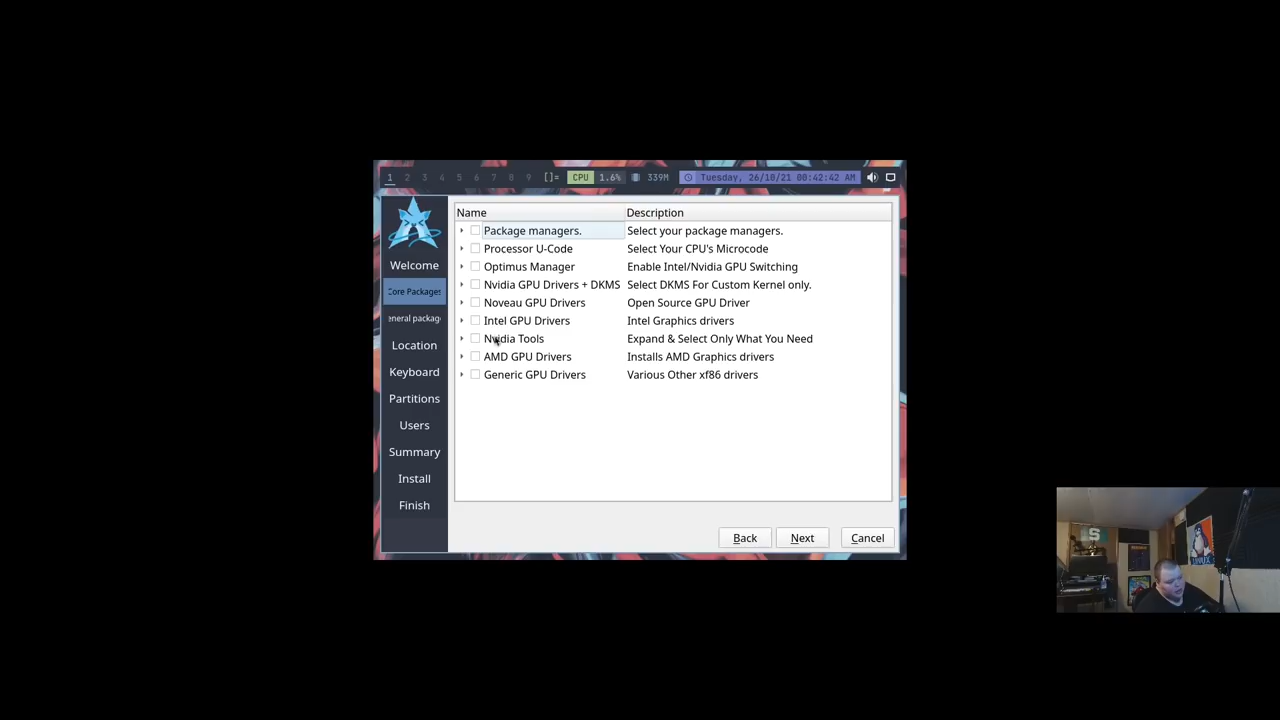 1 2 3 4 5 6 7 8 9 []= CPU 1.6% 339M Tuesday, 26/10/21 00:42:42 AM
Welcome
Core Packages
eneral packag
Location
Keyboard
Partitions
Users
Summary
Install
Finish
Name Description
Package managers. Select your package managers.
Processor U-Code Select Your CPU's Microcode
Optimus Manager Enable Intel/Nvidia GPU Switching
Nvidia GPU Drivers + DKMS Select DKMS For Custom Kernel only.
Noveau GPU Drivers Open Source GPU Driver
Intel GPU Drivers Intel Graphics drivers
Nvidia Tools Expand & Select Only What You Need
AMD GPU Drivers Installs AMD Graphics drivers
Generic GPU Drivers Various Other xf86 drivers
Back Next Cancel